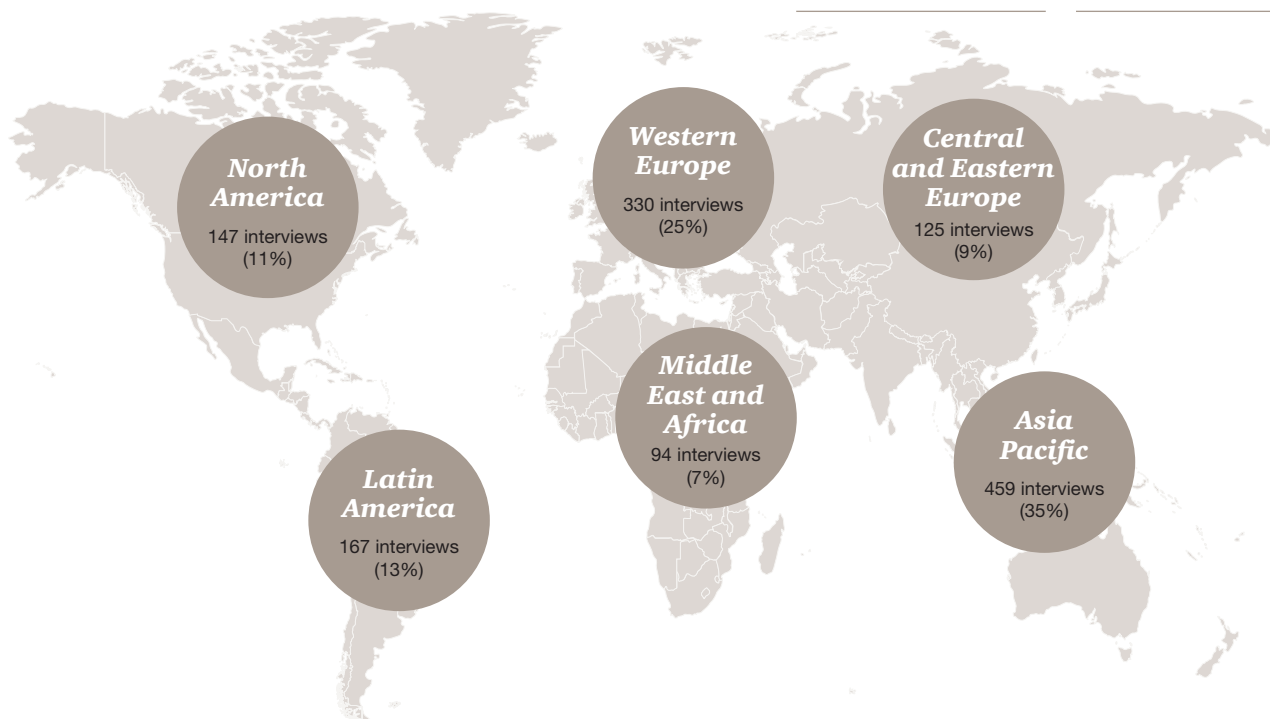 North
America
147 interviews
(11%)
Western
Europe
330 interviews
(25%)
Central
and Eastern
Europe
125 interviews
(9%)
Middle
East and
Africa
94 interviews
(7%)
Latin
America
167 interviews
(13%)
Asia
Pacific
459 interviews
(35%)